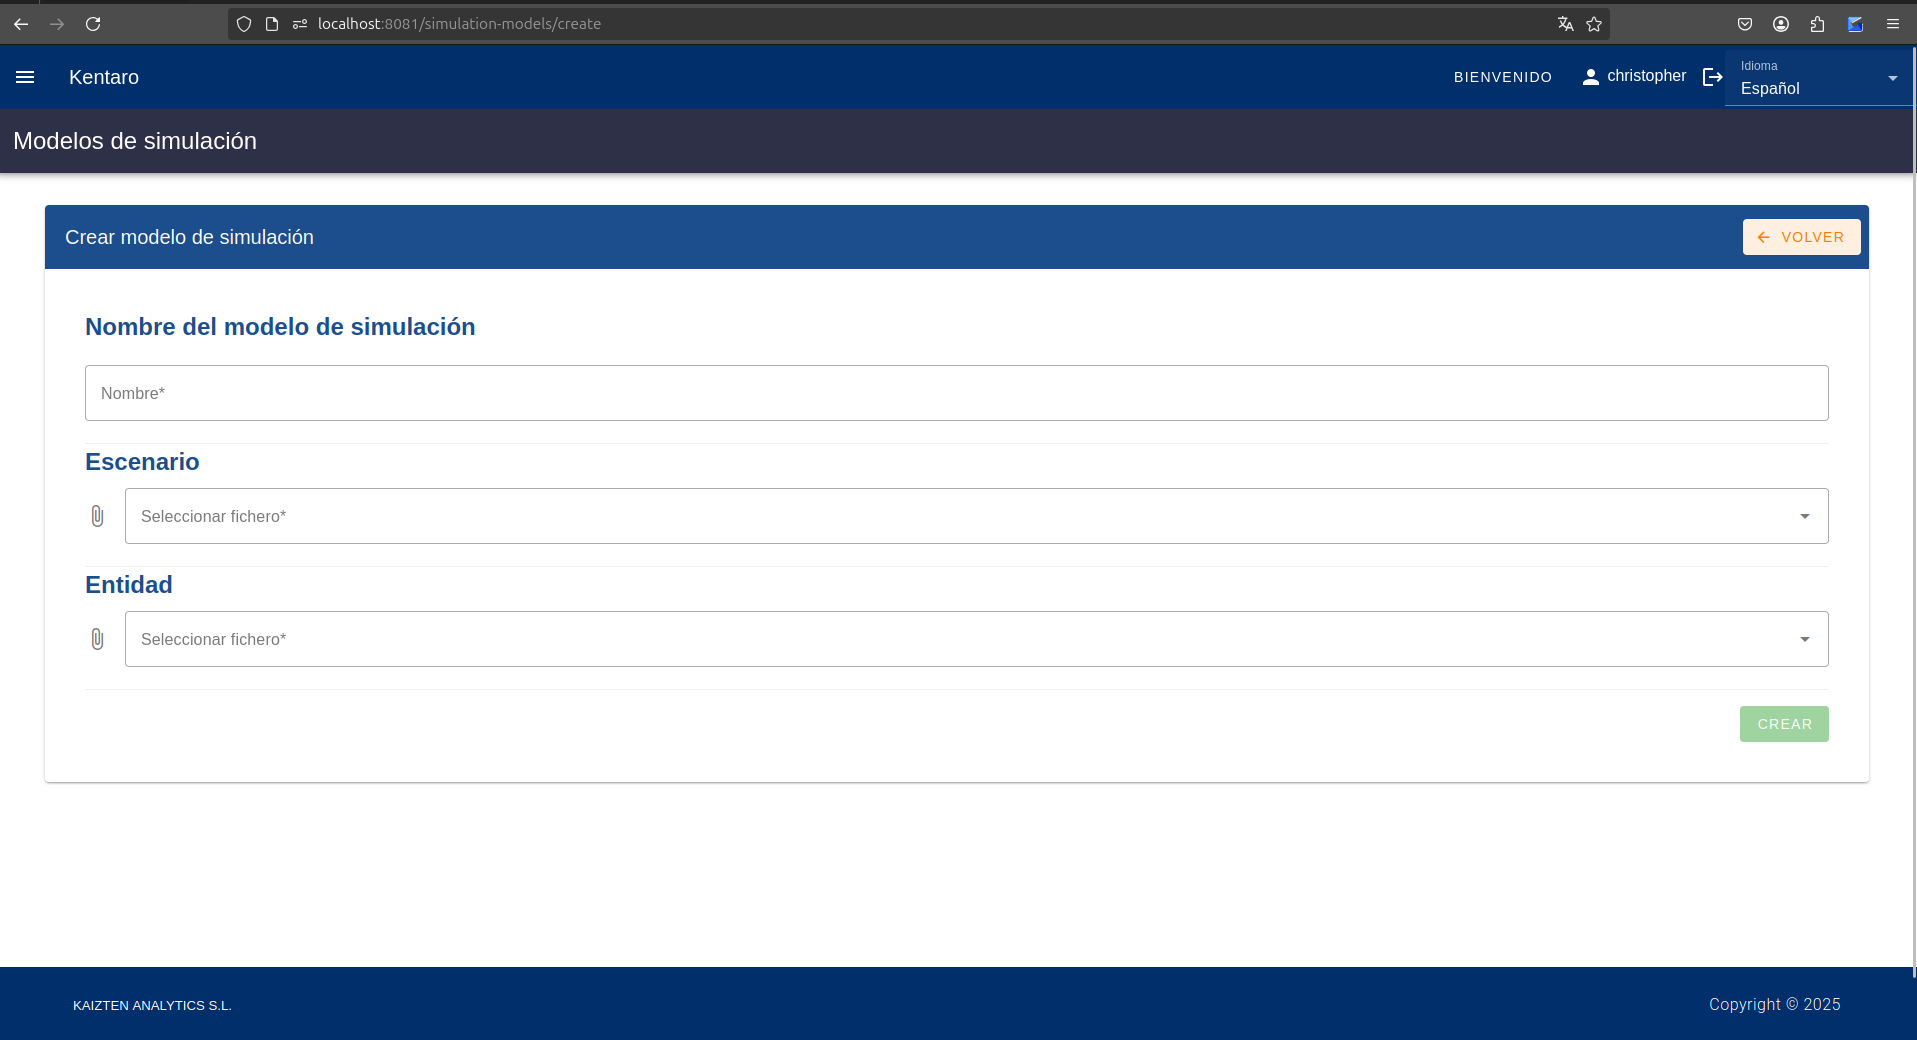 localhost:8081/simulation-models/create
Kentaro
BIENVENIDO
christopher
Idioma
Español
Modelos de simulación
Crear modelo de simulación
VOLVER
Nombre del modelo de simulación
Nombre*
Escenario
Seleccionar fichero*
Entidad
Seleccionar fichero*
CREAR
KAIZTEN ANALYTICS S.L.
Copyright © 2025